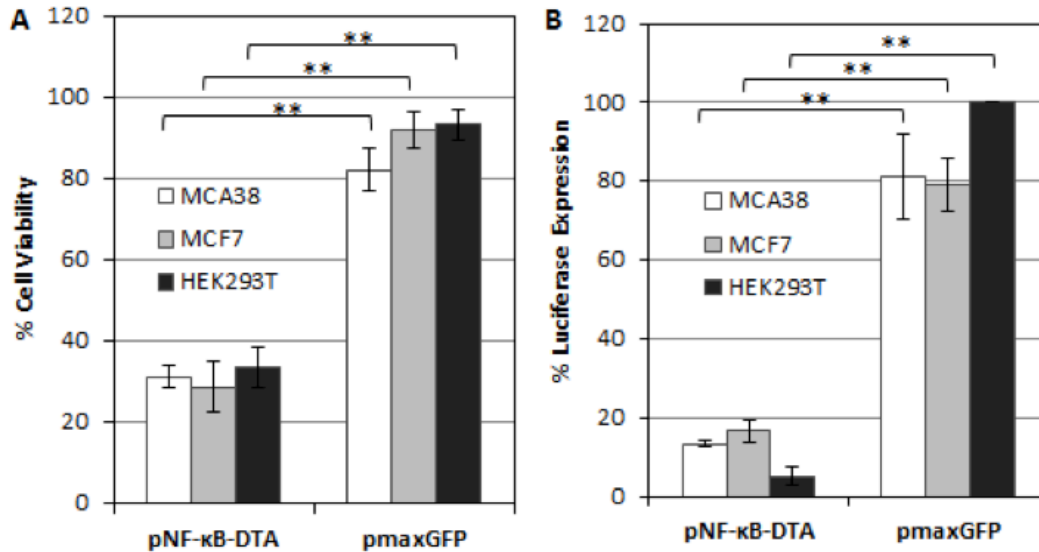 A
% Cell Viability
120
100
80
60
40
20
0
**
**
**
MCA38
MCF7
HEK293T
pNF-κB-DTA
pmaxGFP
B
% Luciferase Expression
120
100
80
60
40
20
0
**
**
**
MCA38
MCF7
HEK293T
pNF-κB-DTA
pmaxGFP